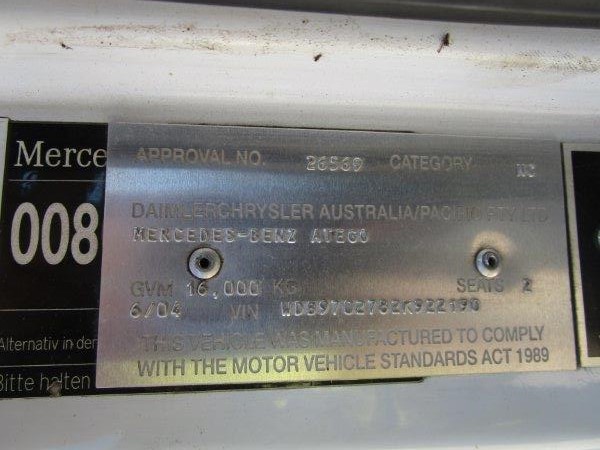 Merce
008
Alternativ in der
Bitte halten
APPROVAL NO. 26569 CATEGORY NC
DAIMLERCHRYSLER AUSTRALIA/PACIFIC PTY LTD
MERCEDES-BENZ ATEGO
GVM 16,000 KG SEATS 2
6/04 VIN
THIS VEHICLE WAS MANUFACTURED TO COMPLY
WITH THE MOTOR VEHICLE STANDARDS ACT 1989